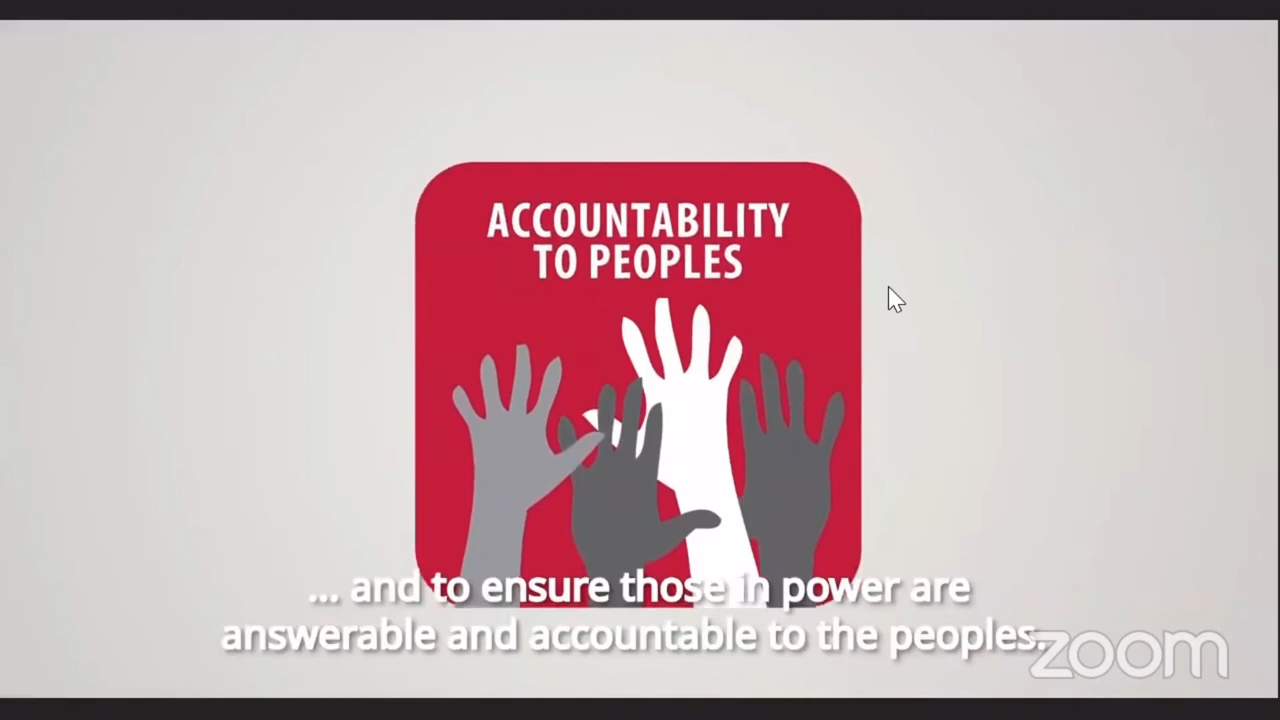 ACCOUNTABILITY
TO PEOPLES
... and to ensure those in power are
answerable and accountable to the peoples.
zoom